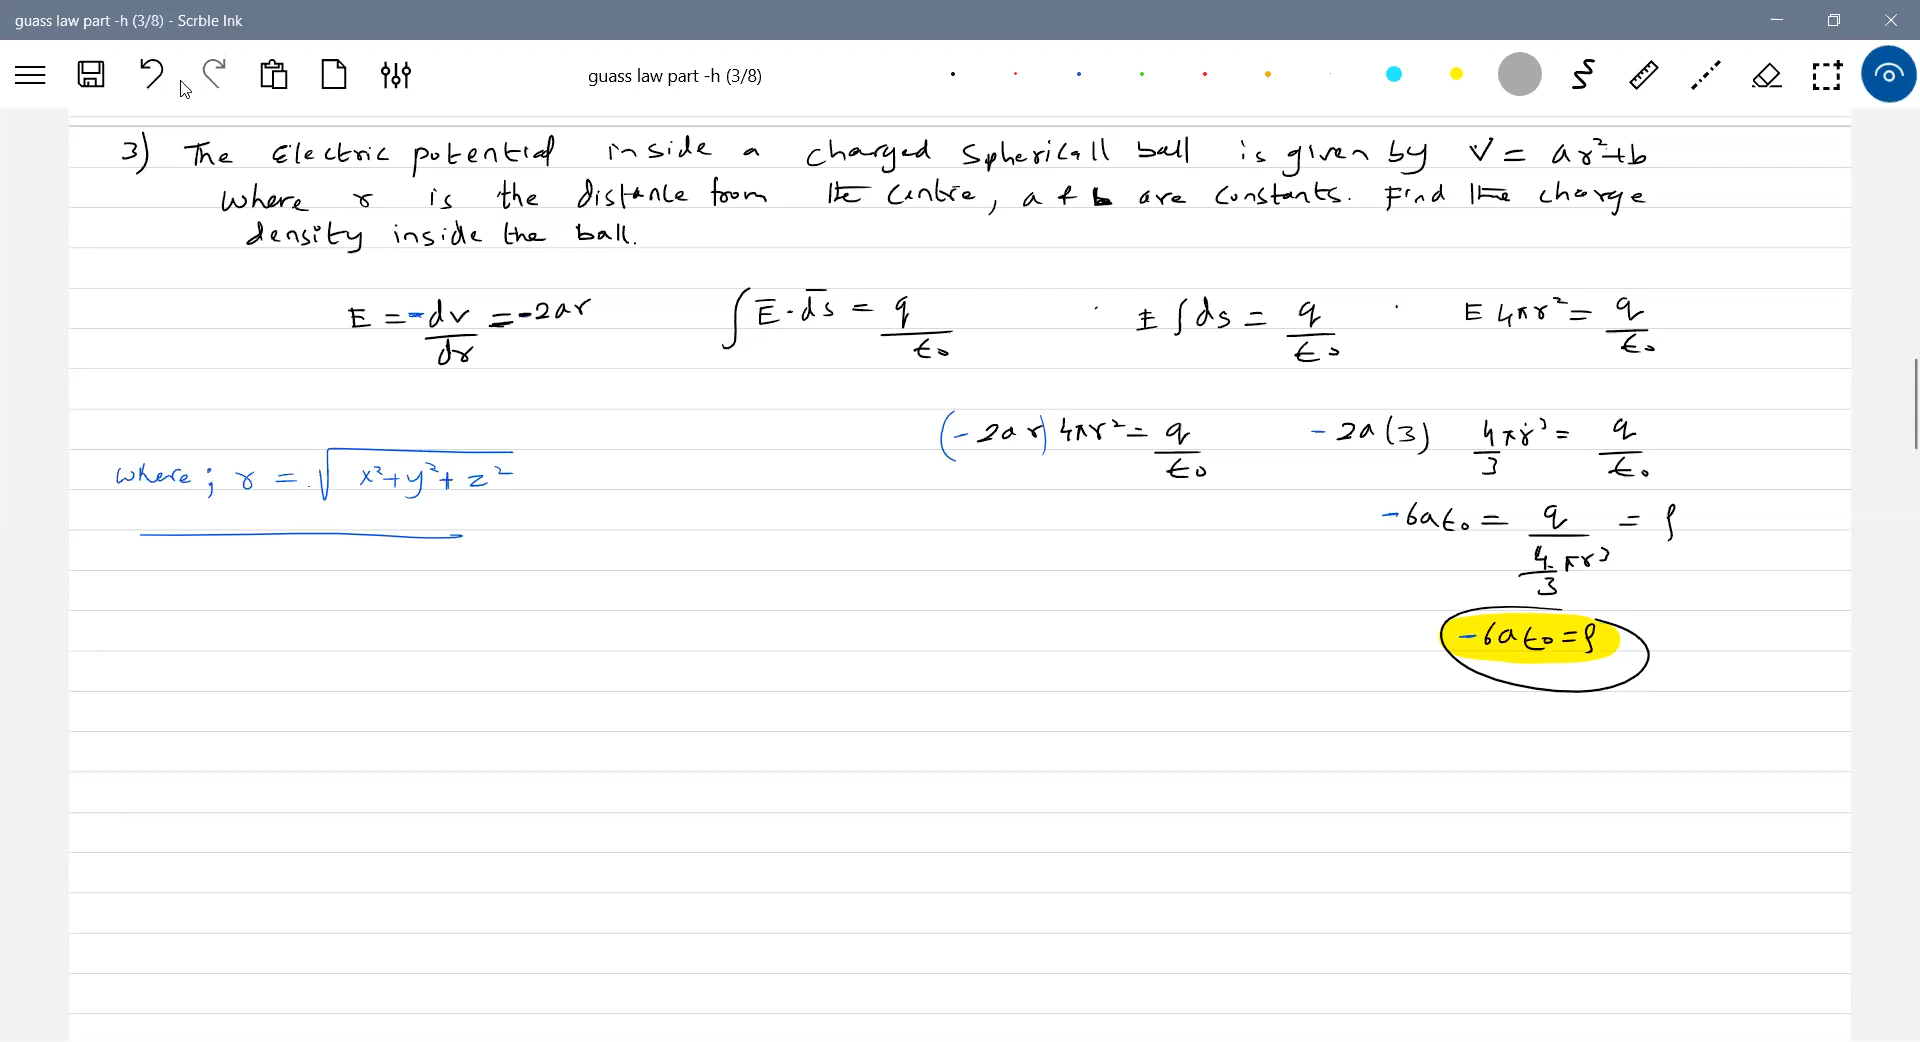 guass law part -h (3/8) - Scrble Ink
guass law part -h (3/8)
3) The Electric potential inside a charged Sphericall ball is given by V = ar²+b
where r is the distance from the Centre, a & b are constants. Find the charge
density inside the ball.
E = -dv/dr = -2ar   ∫ E̅ · d̅s = q/ε₀   E ∫ ds = q/ε₀   E 4πr² = q/ε₀
(-2ar) 4πr² = q/ε₀   -2a(3) 4/3 πr³ = q/ε₀
where ; r = √x²+y²+z²
-6aε₀ = q/(4/3 πr³) = ρ
-6aε₀ = ρ